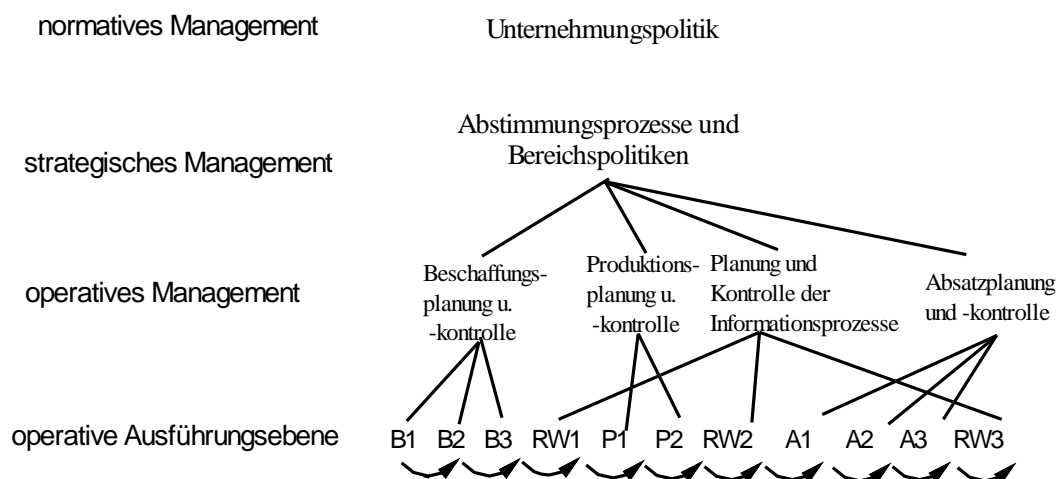 normatives Management
Unternehmungspolitik
strategisches Management
Abstimmungsprozesse und
Bereichspolitiken
operatives Management
Beschaffungs-
planung u.
-kontrolle
Produktions-
planung u.
-kontrolle
Planung und
Kontrolle der
Informationsprozesse
Absatzplanung
und -kontrolle
operative Ausführungsebene
B1 B2 B3 RW1 P1 P2 RW2 A1 A2 A3 RW3